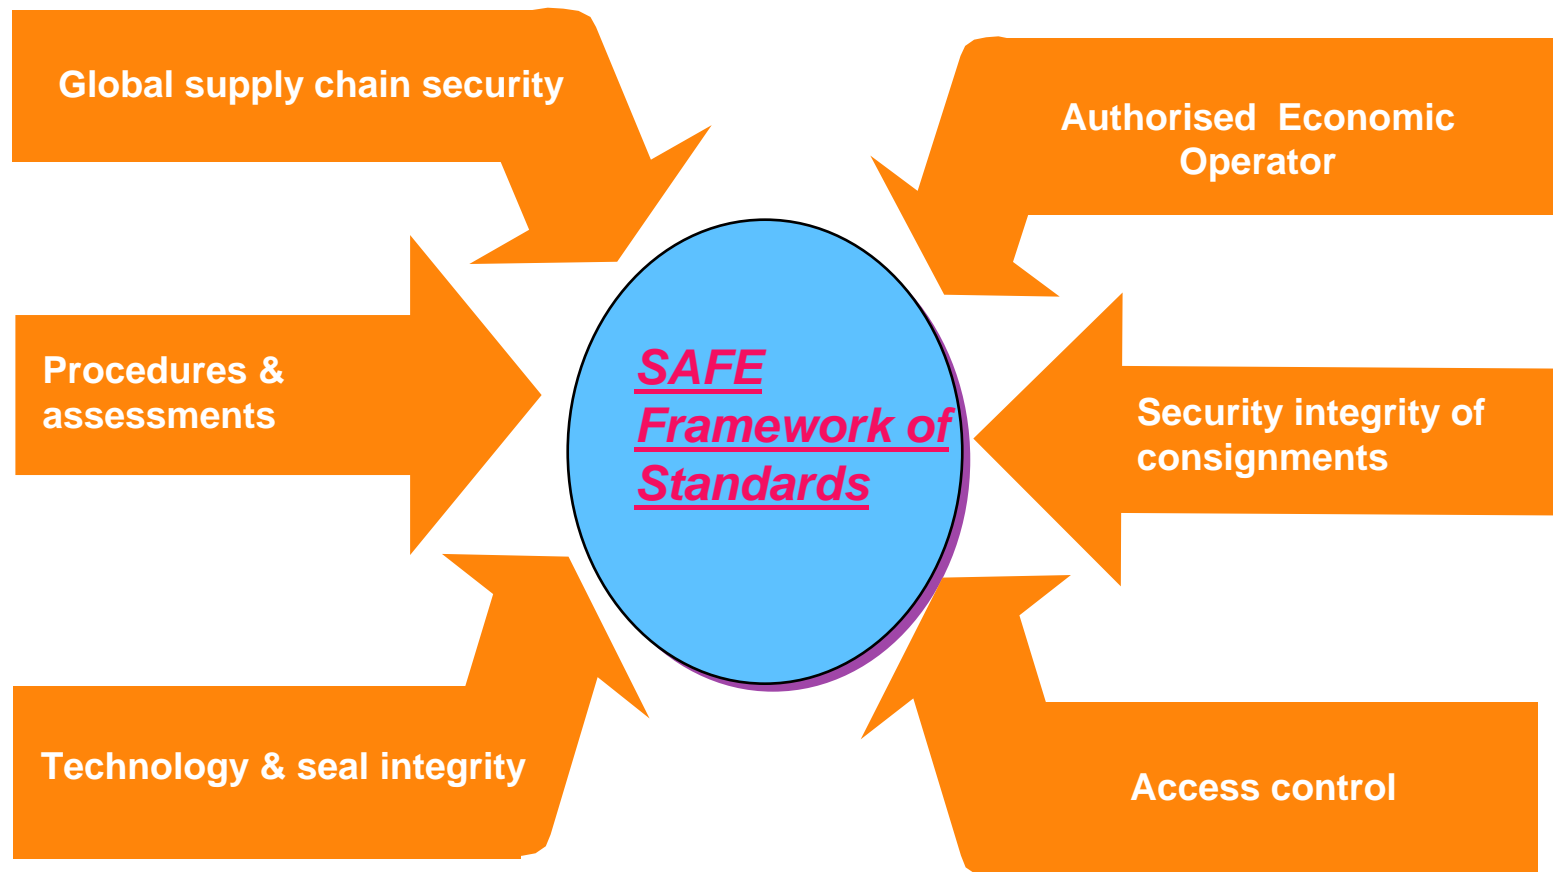 Global supply chain security
Authorised Economic
Operator
Procedures &
assessments
SAFE
Framework of
Standards
Security integrity of
consignments
Technology & seal integrity
Access control